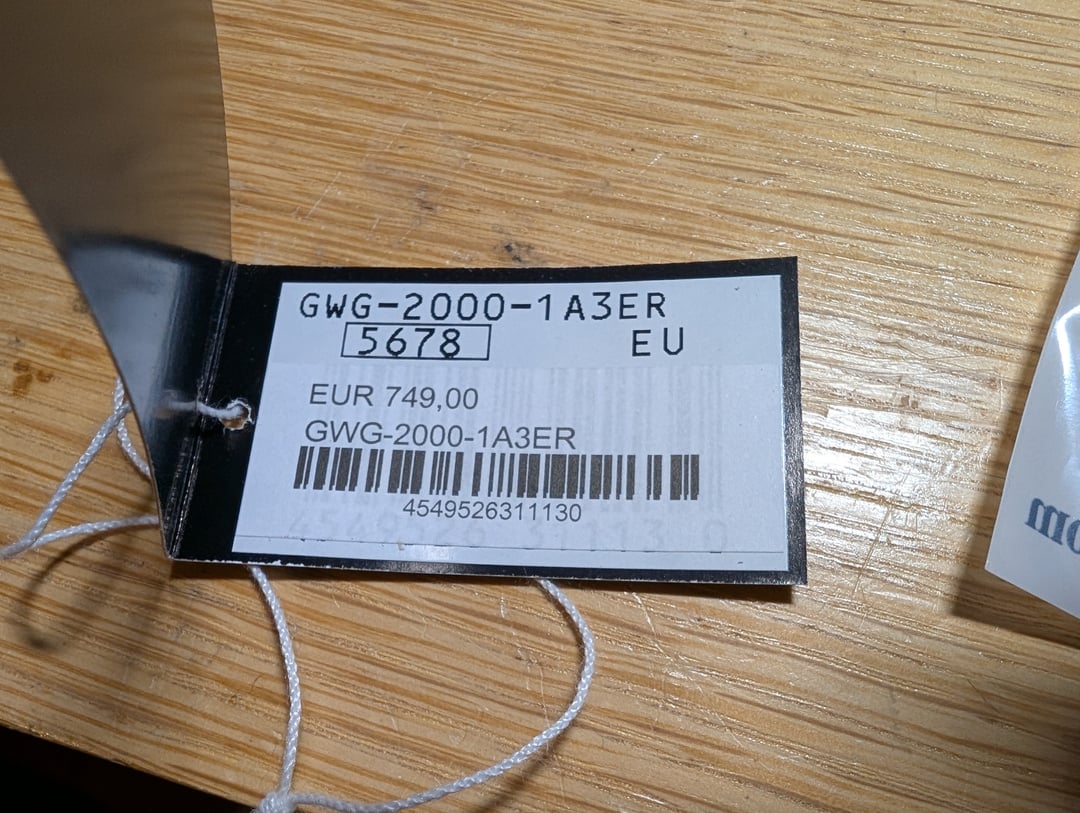 GWG-2000-1A3ER
5678 EU
EUR 749,00
GWG-2000-1A3ER
4549526311130